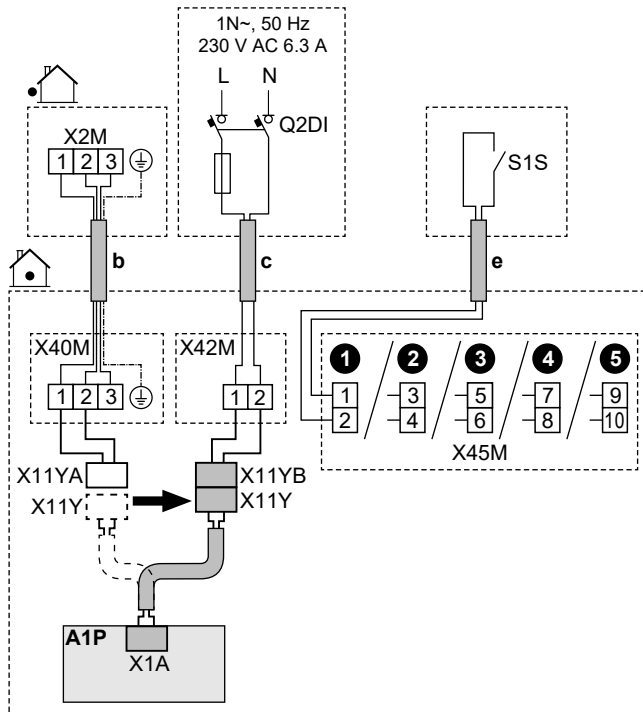 1N~, 50 Hz
230 V AC 6.3 A
L N
Q2DI
X2M
1 2 3
S1S
b
c
e
X40M
1 2 3
X42M
1 2
1 2 3 4 5
1 3 5 7 9
2 4 6 8 10
X45M
X11YA
X11YB
X11Y
X11Y
A1P
X1A